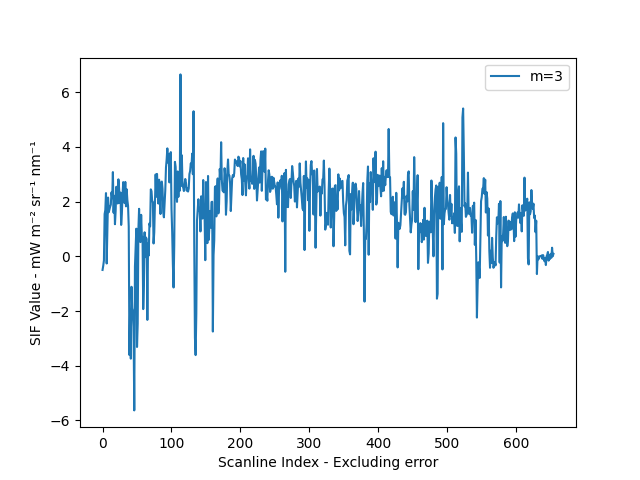 m=3
6
4
2
0
−2
−4
−6
SIF Value - mW m⁻² sr⁻¹ nm⁻¹
0 100 200 300 400 500 600
Scanline Index - Excluding error